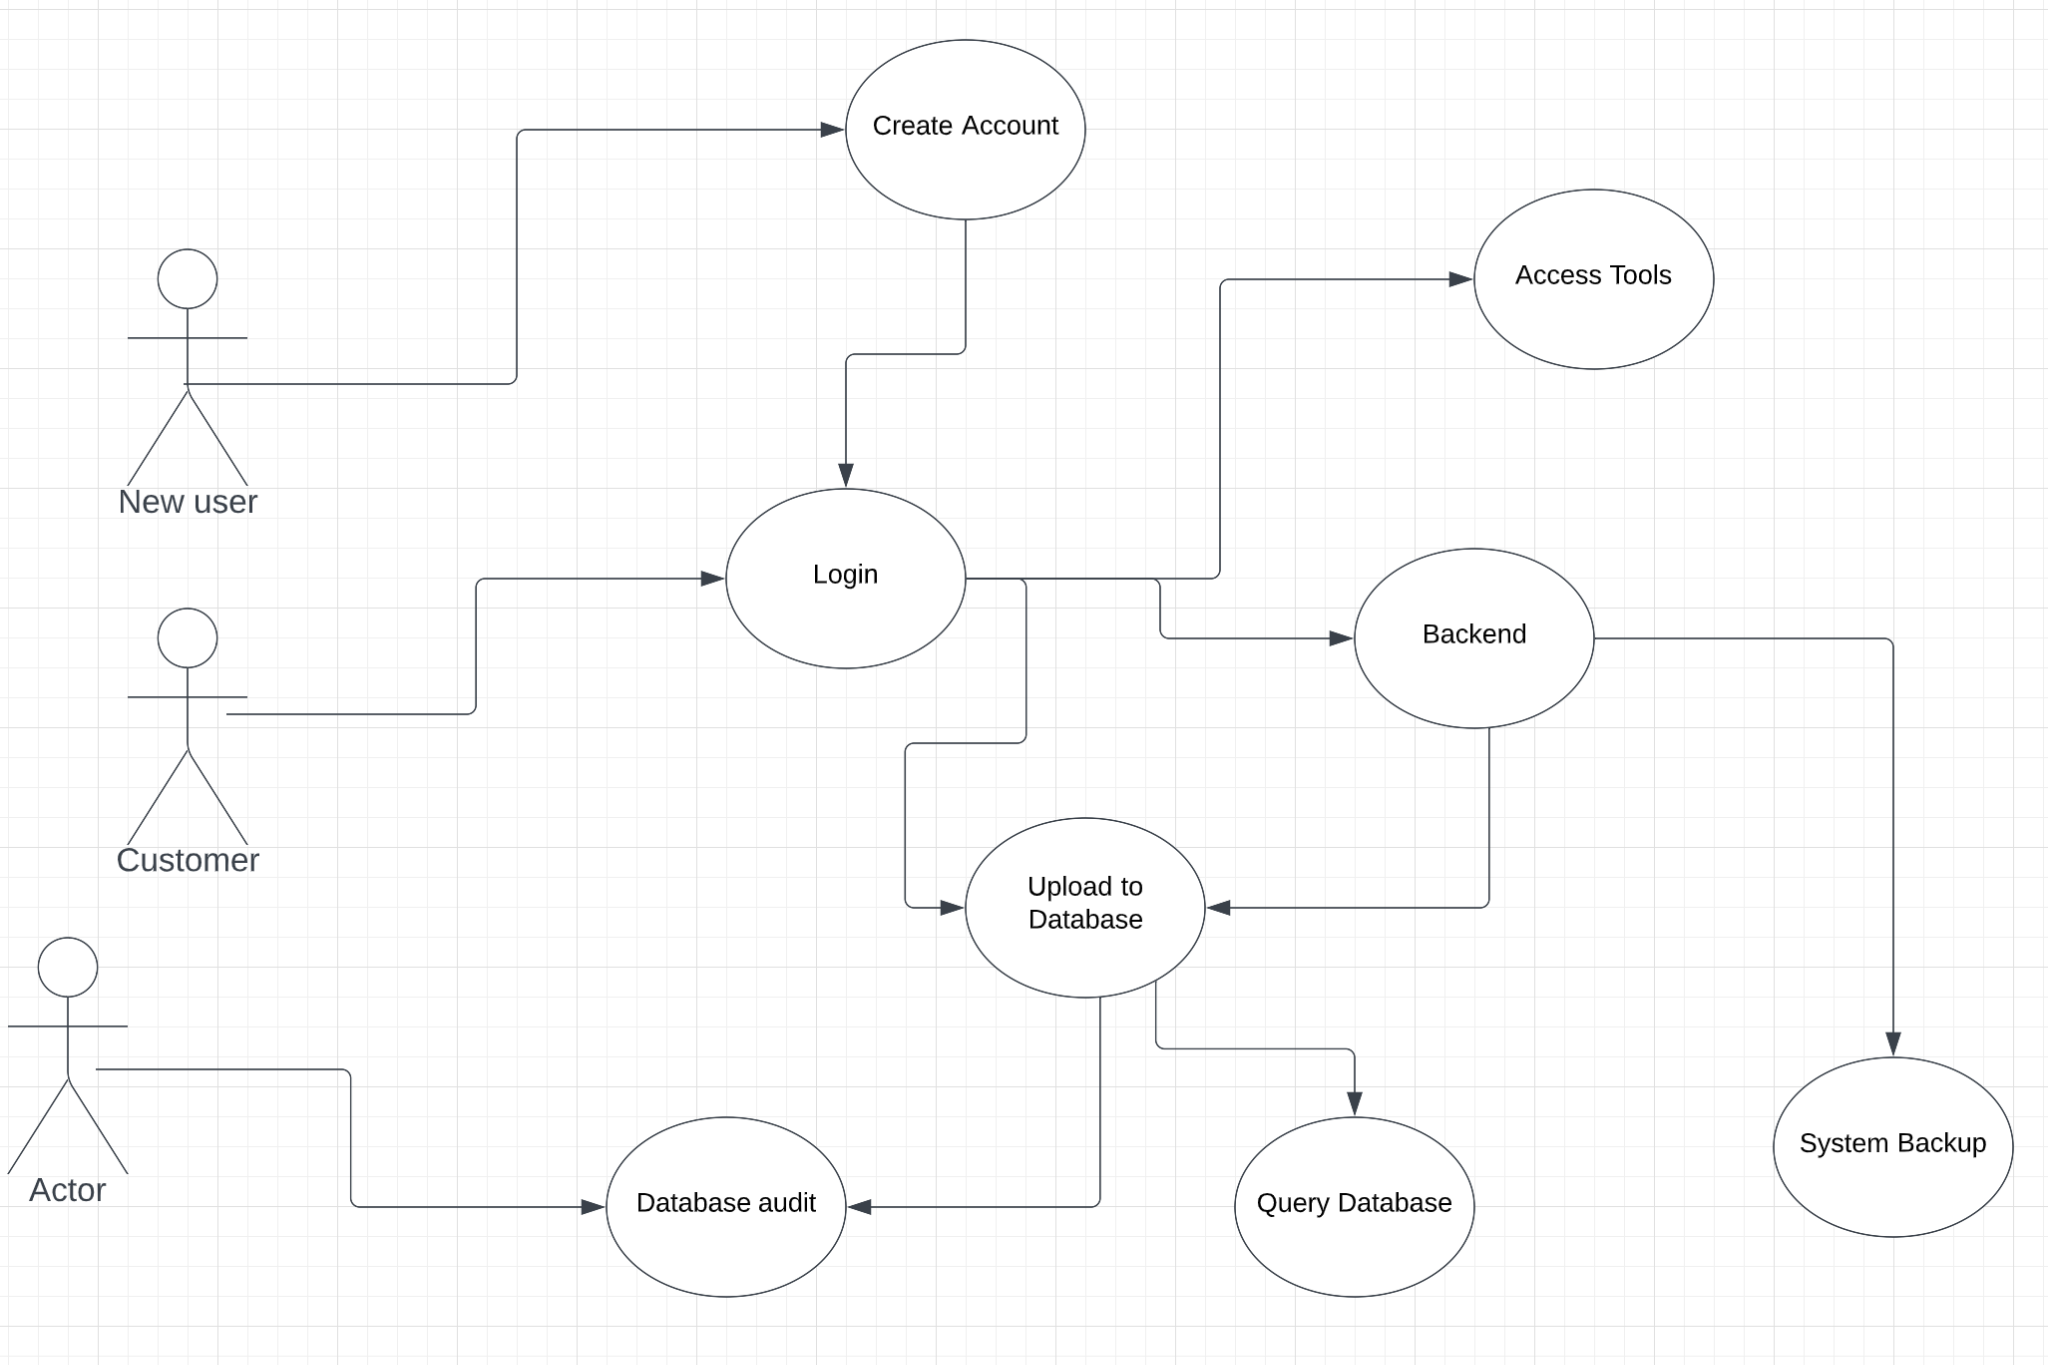 Create Account
Access Tools
New user
Login
Backend
Customer
Upload to
Database
Actor
Database audit
Query Database
System Backup